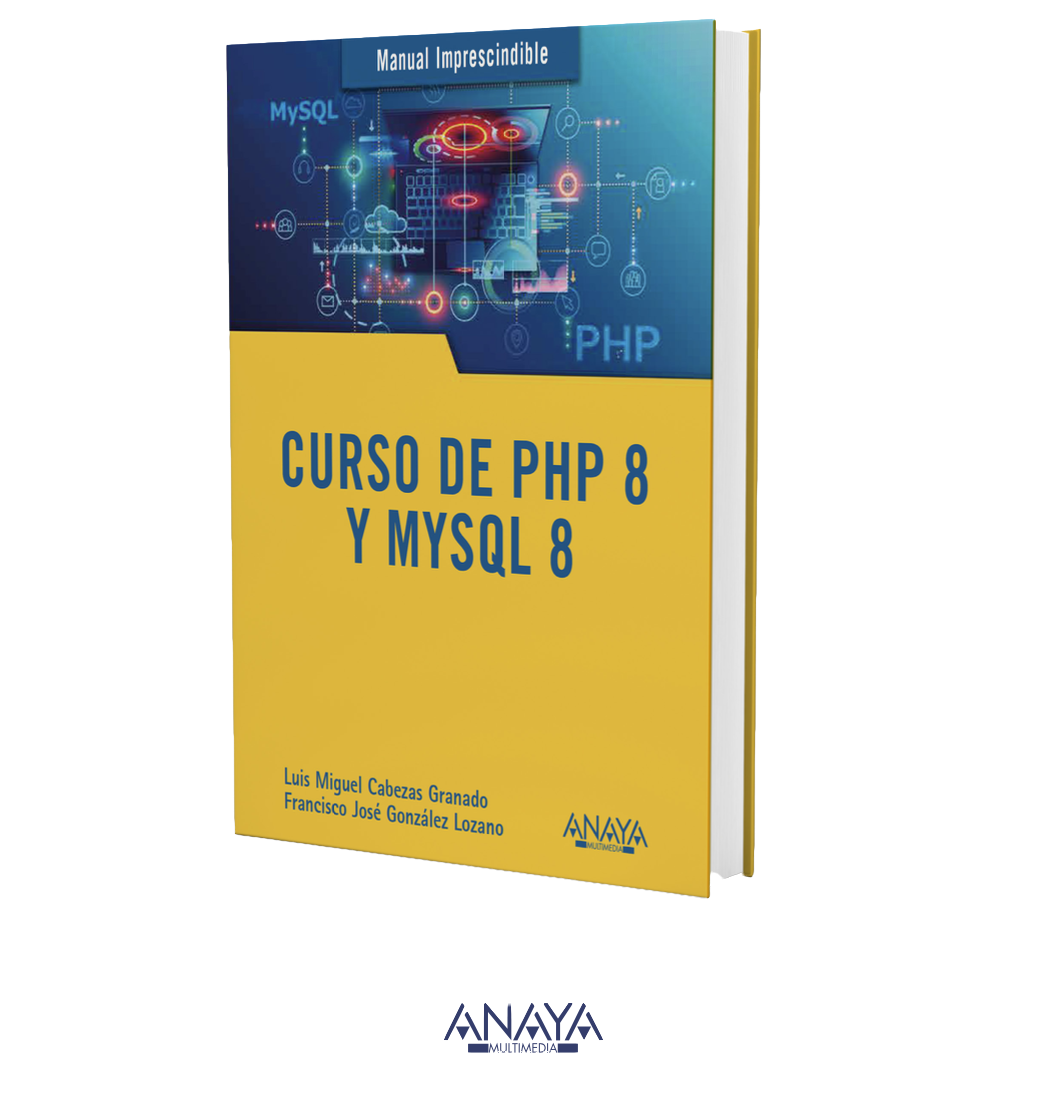 Manual Imprescindible
MySQL
PHP
CURSO DE PHP 8
Y MYSQL 8
Luis Miguel Cabezas Granado
Francisco José González Lozano
ANAYA
MULTIMEDIA
ANAYA
MULTIMEDIA